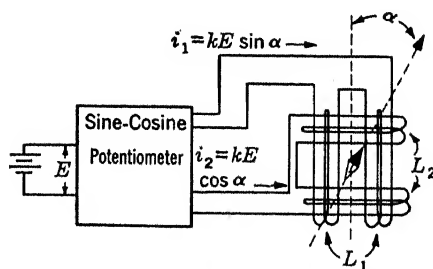 i₁=kE sin α
α
Sine-Cosine
Potentiometer
E
i₂=kE
cos α
L₂
L₁